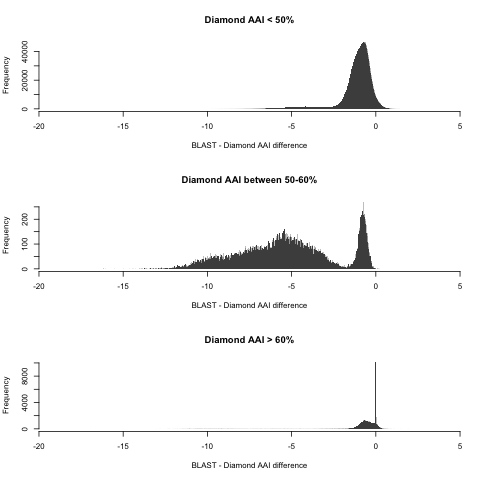 Diamond AAI < 50%
Frequency
0 20000 40000
-20 -15 -10 -5 0 5
BLAST - Diamond AAI difference
Diamond AAI between 50-60%
Frequency
0 100 200
-20 -15 -10 -5 0 5
BLAST - Diamond AAI difference
Diamond AAI > 60%
Frequency
0 4000 8000
-20 -15 -10 -5 0 5
BLAST - Diamond AAI difference